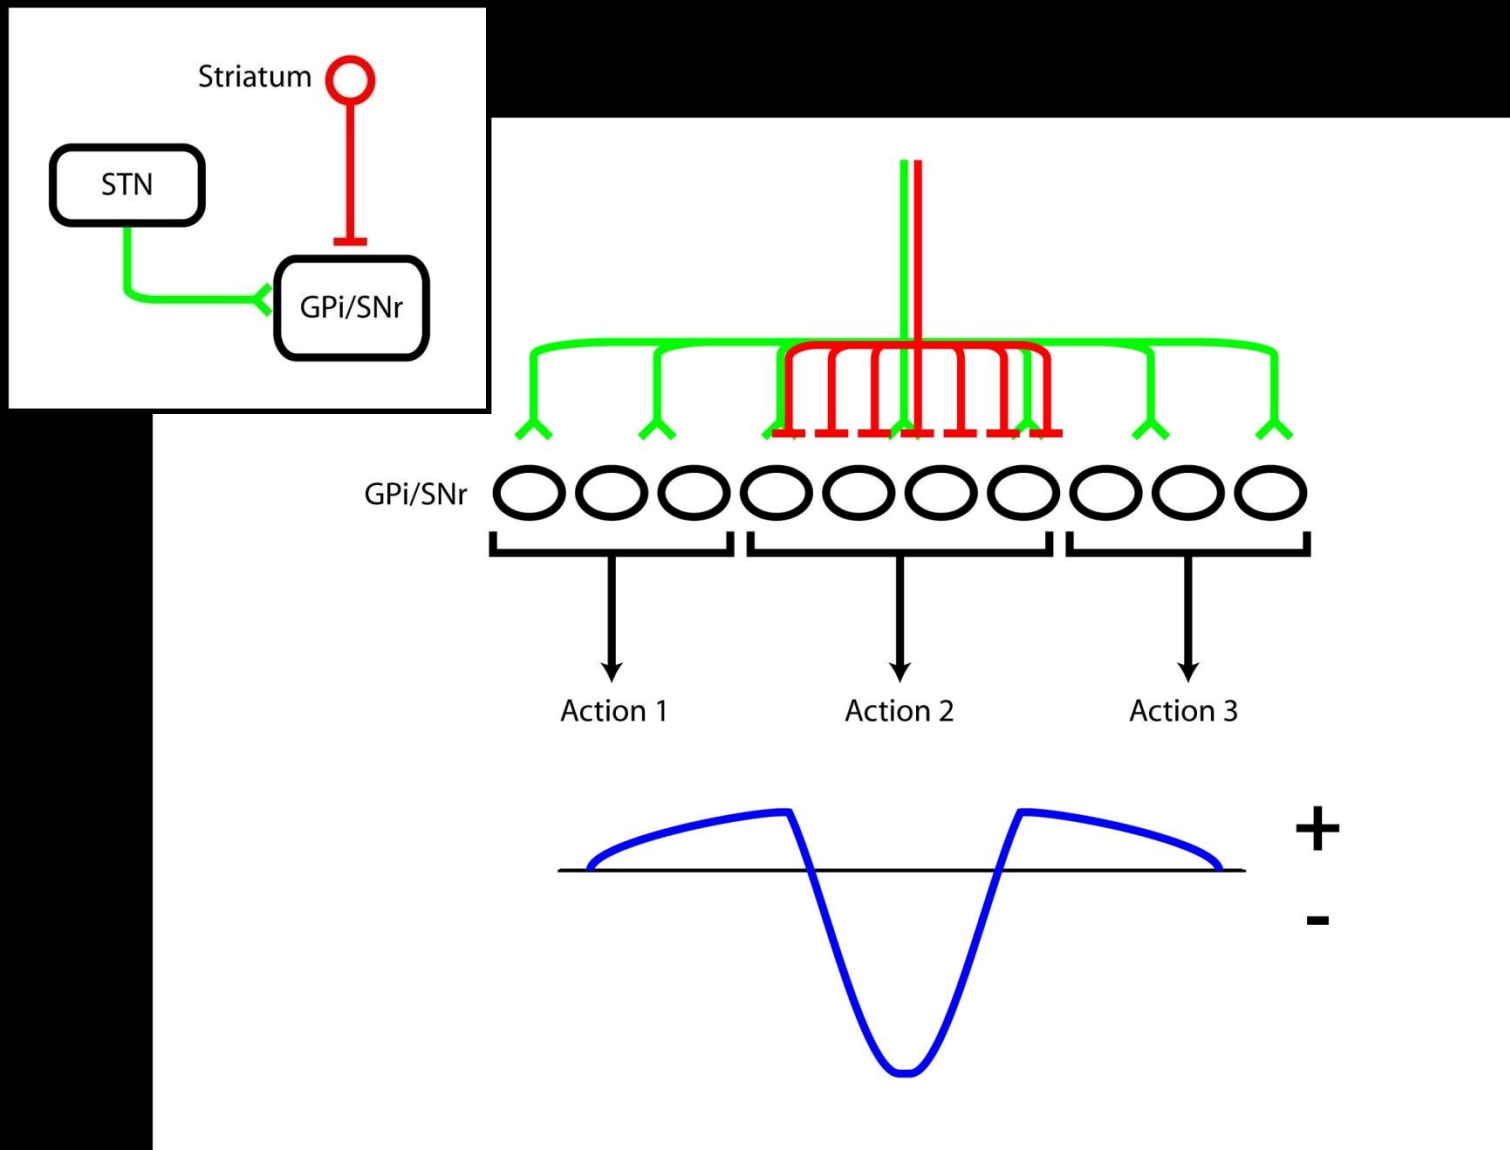 Striatum
STN
GPi/SNr
GPi/SNr
Action 1
Action 2
Action 3
+
-